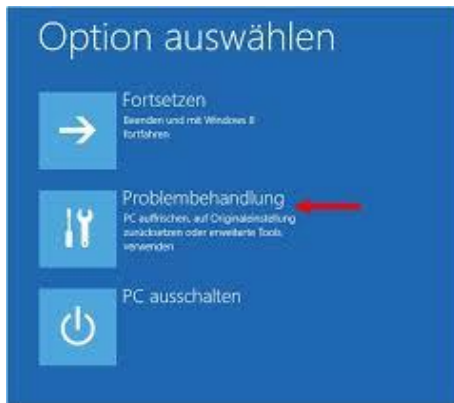 Option auswählen
Fortsetzen
Beenden und mit Windows 8
fortfahren
Problembehandlung
PC auffrischen, auf Originaleinstellung
zurücksetzen oder erweiterte Tools
verwenden
PC ausschalten